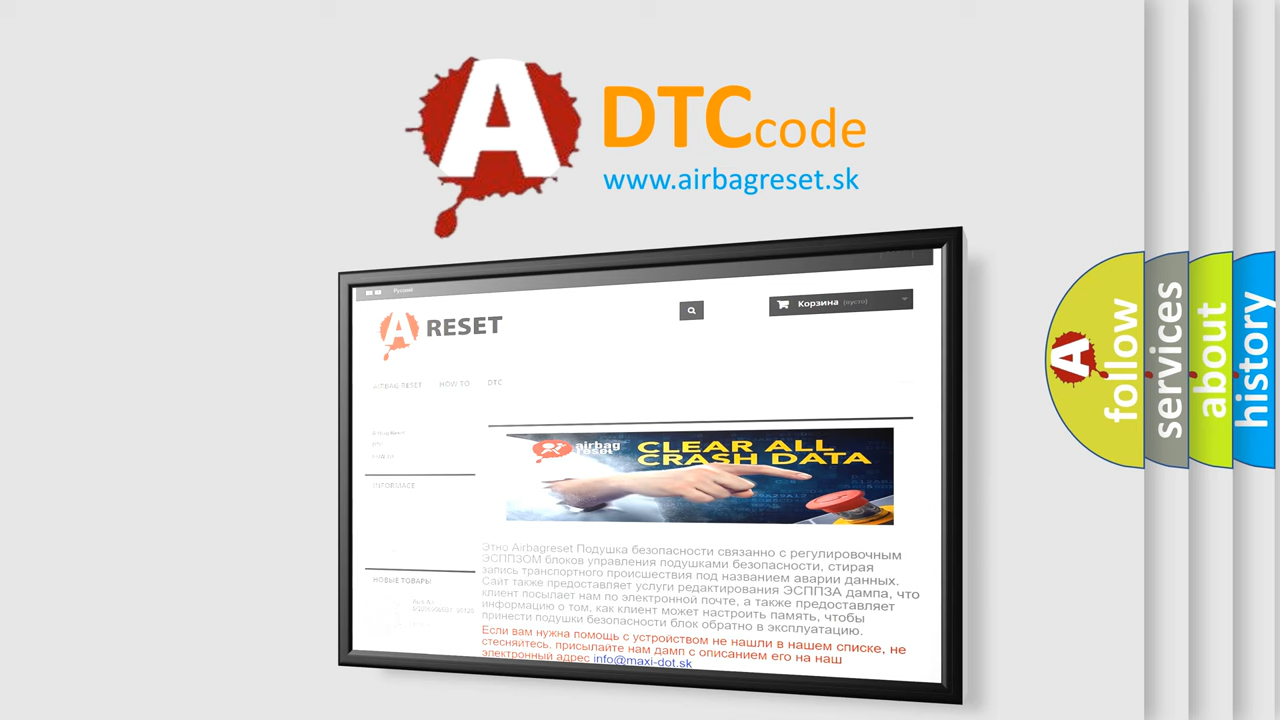 A DTC code
www.airbagreset.sk
Русский
A RESET
Корзина (пусто)
AIRBAG RESET HOW TO DTC
INFORMACE
airbag
reset
CLEAR ALL
CRASH DATA
Этно Airbagreset Подушка безопасности связанно с регулировочным
ЭСППЗОМ блоков управления подушками безопасности, стирая
запись транспортного происшествия под названием аварии данных.
Сайт также предоставляет услуги редактирования ЭСППЗА дампа, что
клиент посылает нам по электронной почте, а также предоставляет
информацию о том, как клиент может настроить память, чтобы
принести подушки безопасности блок обратно в эксплуатацию.
Если вам нужна помощь с устройством не нашли в нашем списке, не
стесняйтесь, присылайте нам дамп с описанием его на наш
электронный адрес info@maxi-dot.sk
НОВЫЕ ТОВАРЫ
A
follow
services
about
history